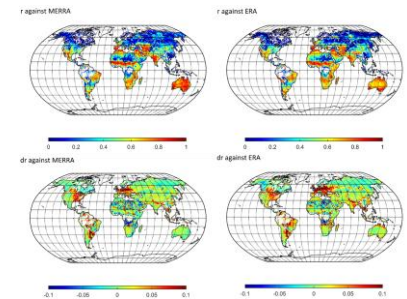 r against MERRA
r against ERA
0 0.2 0.4 0.6 0.8 1
0 0.2 0.4 0.6 0.8 1
dr against MERRA
dr against ERA
-0.1 -0.05 0 0.05 0.1
-0.1 -0.05 0 0.05 0.1